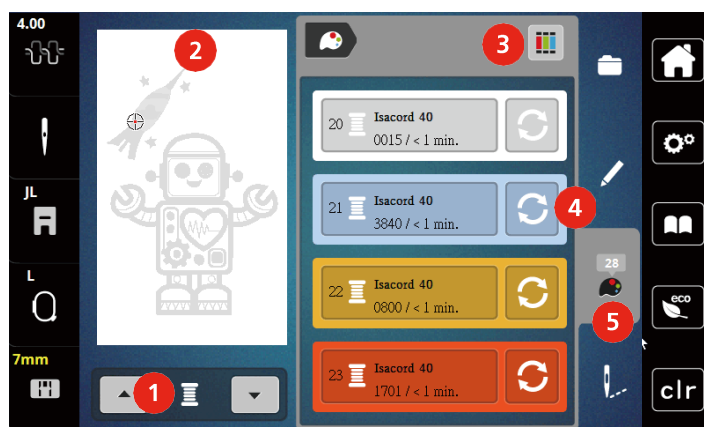 4.00
2
3
20 Isacord 40
0015 / < 1 min.
JL
21 Isacord 40
3840 / < 1 min.
4
28
L
22 Isacord 40
0800 / < 1 min.
eco
5
7mm
23 Isacord 40
1701 / < 1 min.
1
clr